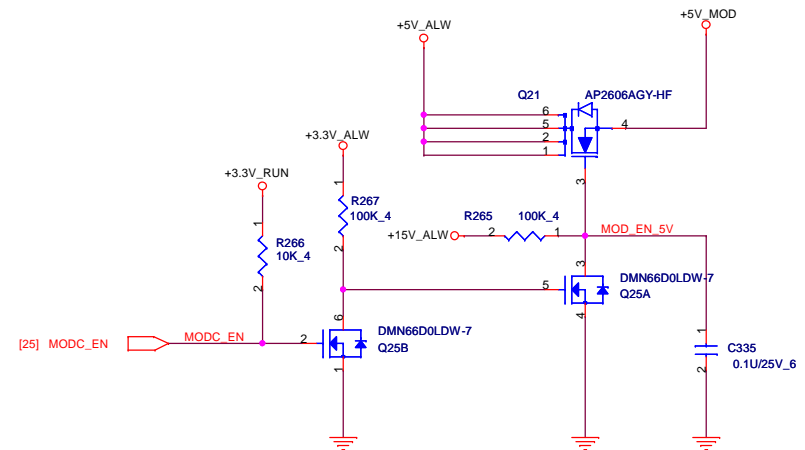 +5V_MOD
+5V_ALW
Q21
AP2606AGY-HF
6
5
2
1
4
3
+3.3V_ALW
+3.3V_RUN
1
R267
100K_4
2
1
R266
10K_4
2
R265
100K_4
+15V_ALW
2
1
MOD_EN_5V
3
DMN66D0LDW-7
Q25A
5
4
6
DMN66D0LDW-7
Q25B
2
1
[25] MODC_EN
MODC_EN
1
C335
0.1U/25V_6
2